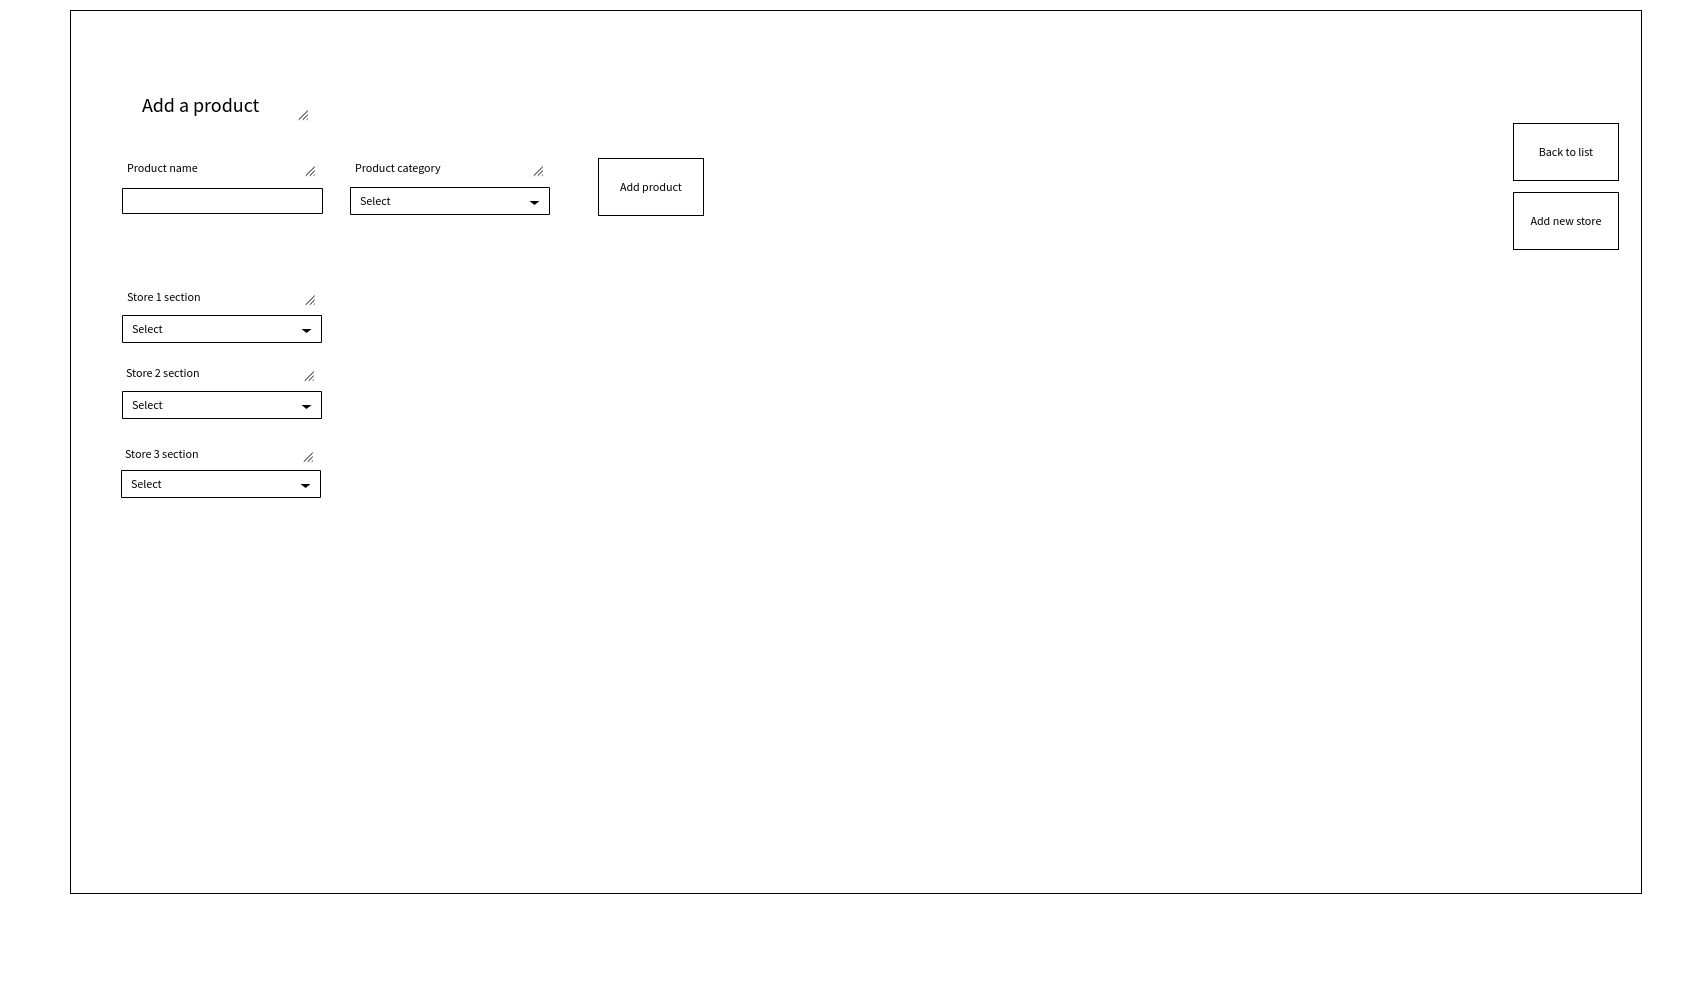 Add a product
Product name
Product category
Select
Add product
Back to list
Add new store
Store 1 section
Select
Store 2 section
Select
Store 3 section
Select